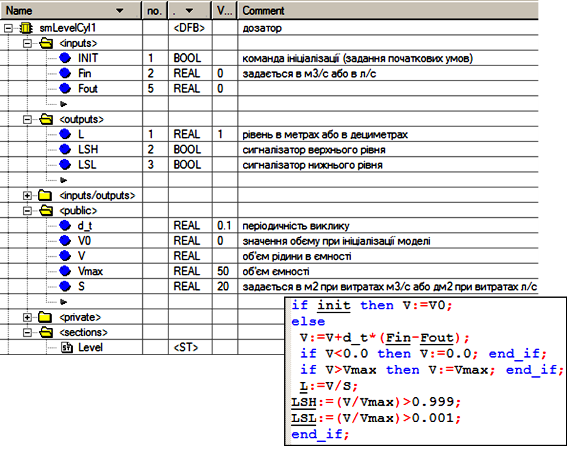 Name no. . V... Comment
smLevelCyl1 <DFB> дозатор
<inputs>
INIT 1 BOOL команда ініціалізації (задання початкових умов)
Fin 2 REAL 0 задається в м3/с або в л/с
Fout 5 REAL 0
<outputs>
L 1 REAL 1 рівень в метрах або в дециметрах
LSH 2 BOOL сигналізатор верхнього рівня
LSL 3 BOOL сигналізатор нижнього рівня
<inputs/outputs>
<public>
d_t REAL 0.1 періодичність виклику
V0 REAL 0 значення обєму при ініціалізації моделі
V REAL об'єм рідини в ємності
Vmax REAL 50 об'єм ємності
S REAL 20 задається в м2 при витратах м3/с або дм2 при витратах л/с
<private>
<sections>
Level <ST>
if init then V:=V0;
else
V:=V+d_t*(Fin-Fout);
if V<0.0 then V:=0.0; end_if;
if V>Vmax then V:=Vmax; end_if;
L:=V/S;
LSH:=(V/Vmax)>0.999;
LSL:=(V/Vmax)>0.001;
end_if;